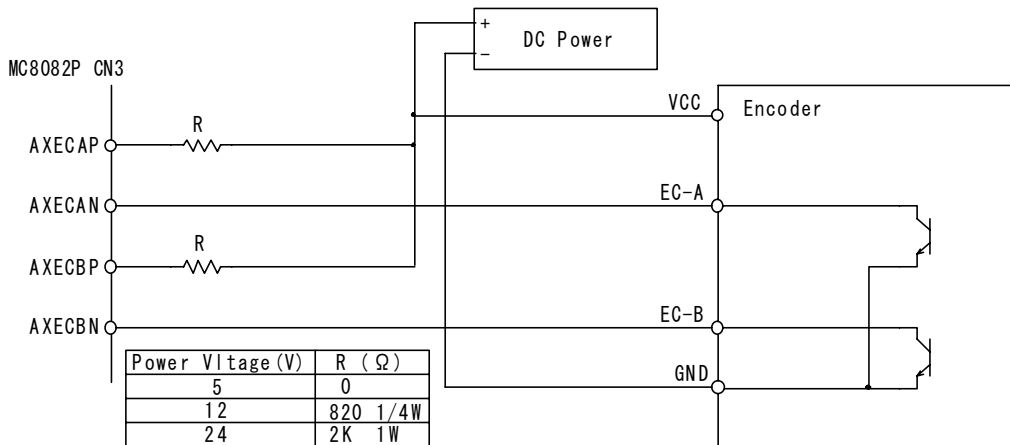 +
DC Power
−
MC8082P CN3
VCC
Encoder
R
AXECAP
AXECAN
EC-A
R
AXECBP
AXECBN
EC-B
GND
Power Vltage(V) R (Ω)
5 0
12 820 1/4W
24 2K 1W